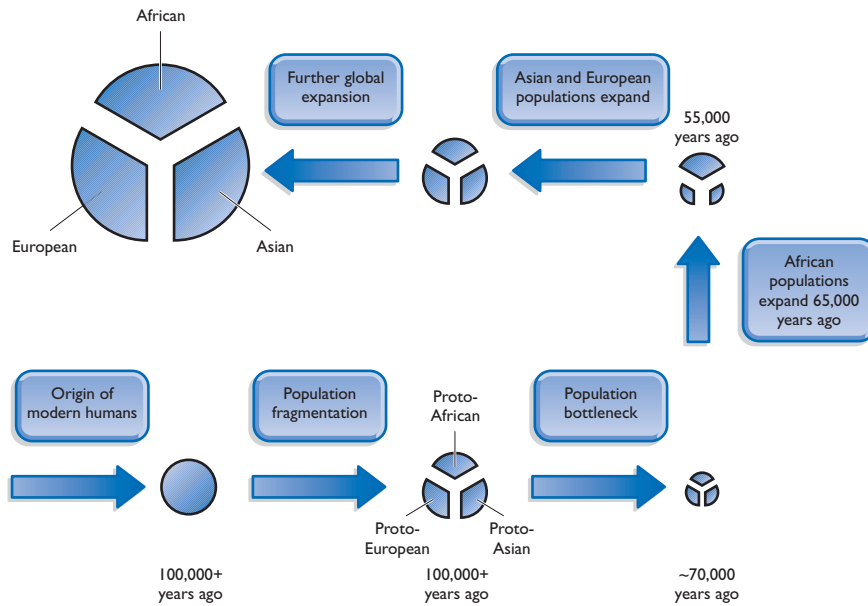 African
Further global
expansion
Asian and European
populations expand
55,000
years ago
European
Asian
African
populations
expand 65,000
years ago
Origin of
modern humans
Population
fragmentation
Proto-
African
Population
bottleneck
Proto-
European
Proto-
Asian
100,000+
years ago
100,000+
years ago
~70,000
years ago